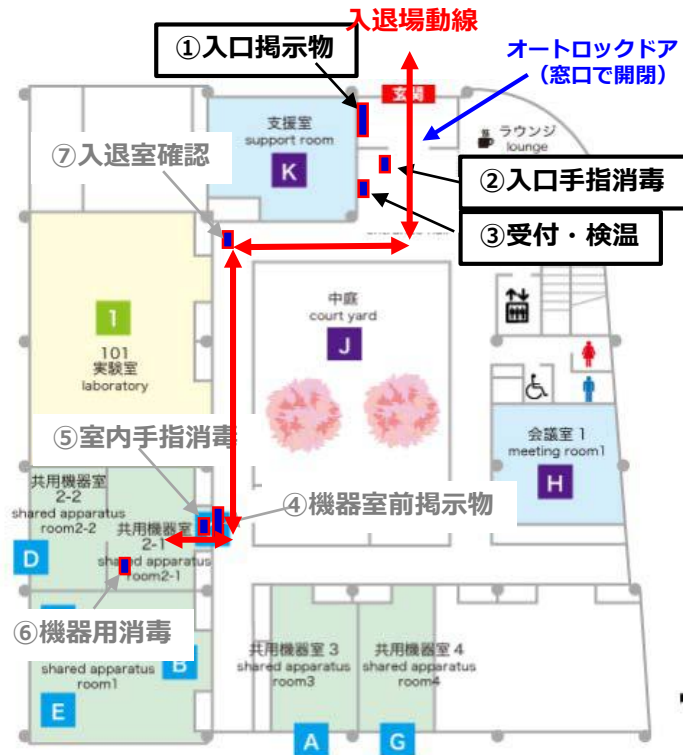 入退場動線
①入口掲示物
オートロックドア
（窓口で開閉）
玄関
支援室
support room
K
ラウンジ
lounge
⑦入退室確認
②入口手指消毒
③受付・検温
中庭
court yard
J
1
101
実験室
laboratory
会議室 1
meeting room1
H
⑤室内手指消毒
④機器室前掲示物
共用機器室
2-2
shared apparatus
room2-2
共用機器室
2-1
shared apparatus
room2-1
D
⑥機器用消毒
shared apparatus
room1
B
E
共用機器室 3
shared apparatus
room3
A
共用機器室 4
shared apparatus
room4
G